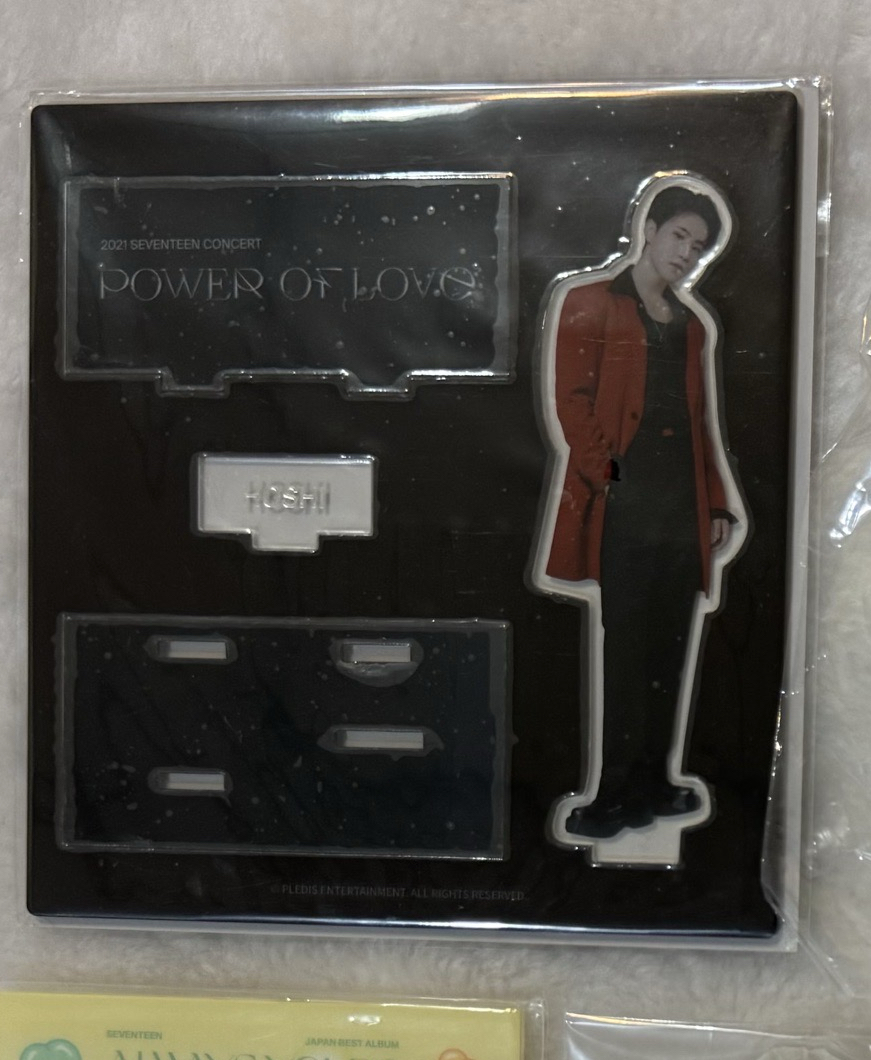 2021 SEVENTEEN CONCERT
POWER OF LOVE
HOSHI
© PLEDIS ENTERTAINMENT. ALL RIGHTS RESERVED.
SEVENTEEN
JAPAN BEST ALBUM